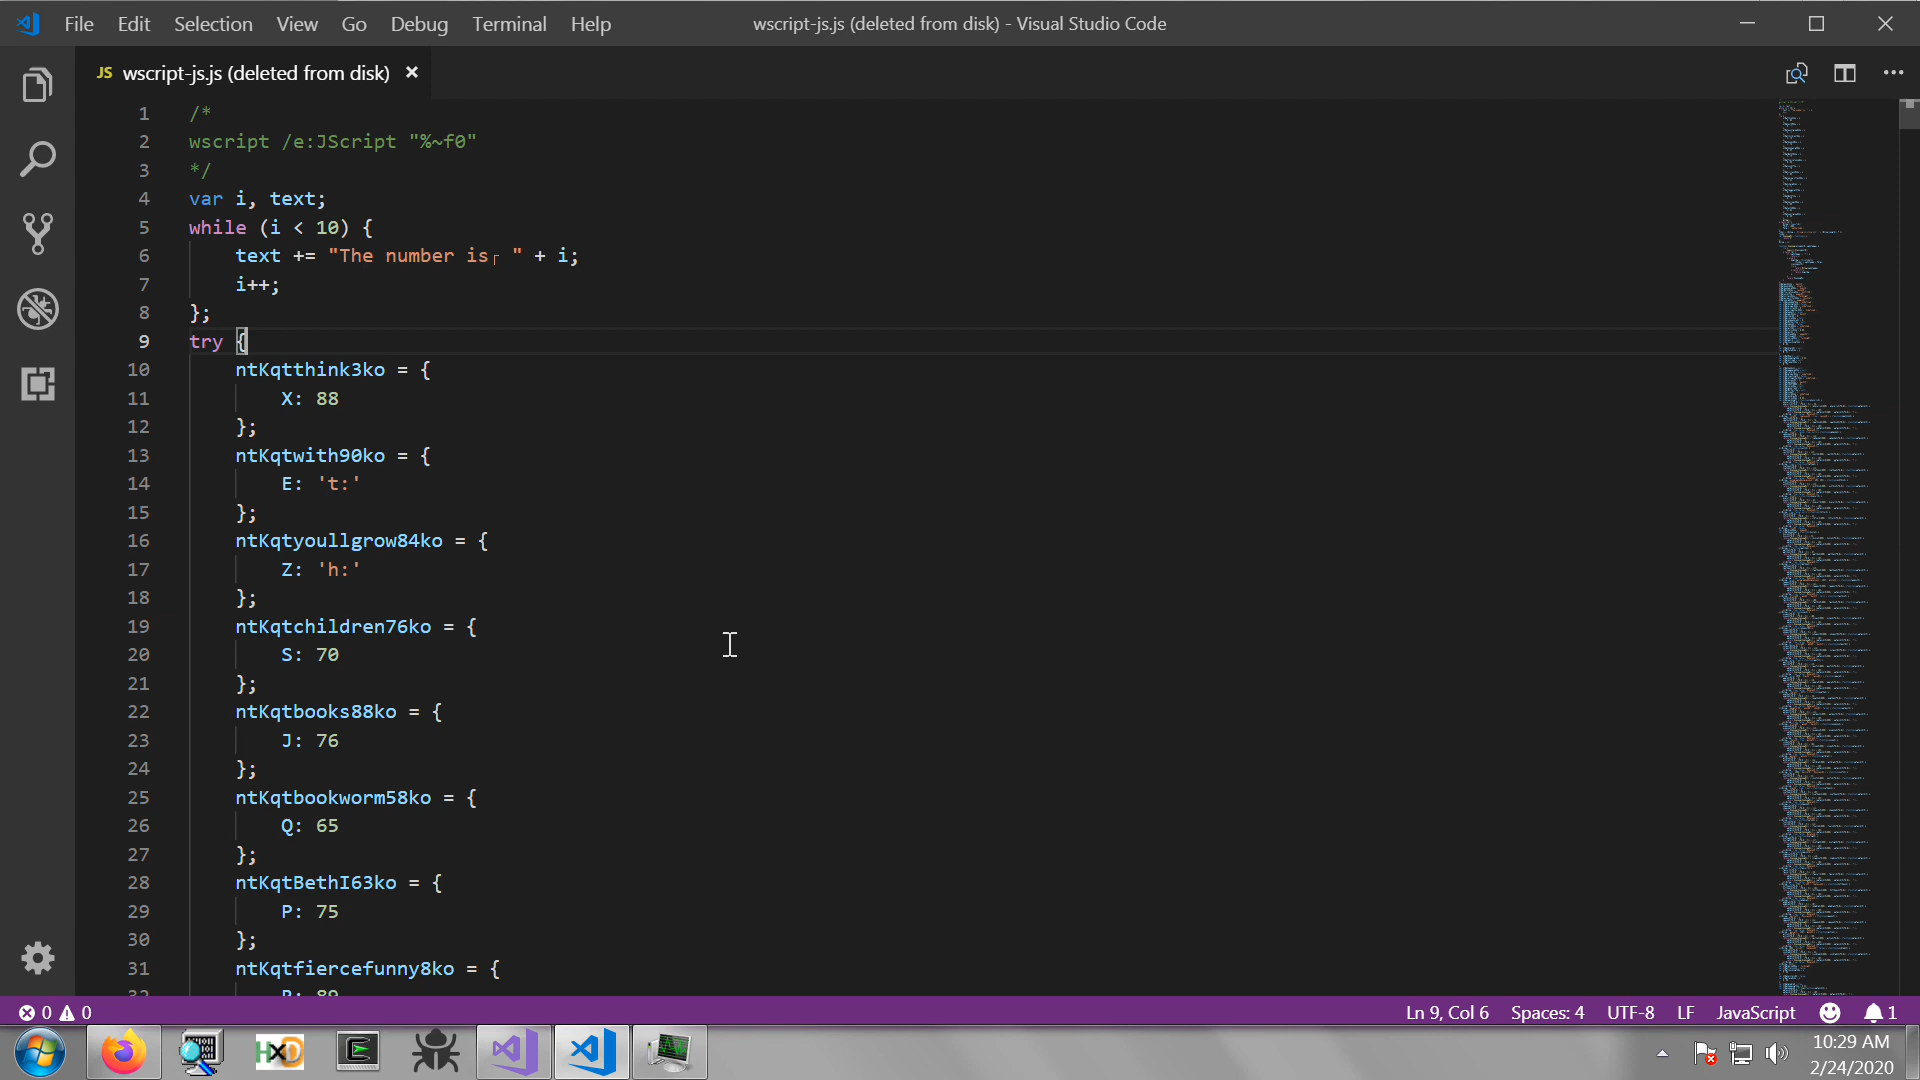 File Edit Selection View Go Debug Terminal Help
wscript-js.js (deleted from disk) - Visual Studio Code
JS wscript-js.js (deleted from disk) ×
1 /*
2 wscript /e:JScript "%~f0"
3 */
4 var i, text;
5 while (i < 10) {
6 text += "The number is┌ " + i;
7 i++;
8 };
9 try {
10 ntKqtthink3ko = {
11 X: 88
12 };
13 ntKqtwith90ko = {
14 E: 't:'
15 };
16 ntKqtyoullgrow84ko = {
17 Z: 'h:'
18 };
19 ntKqtchildren76ko = {
20 S: 70
21 };
22 ntKqtbooks88ko = {
23 J: 76
24 };
25 ntKqtbookworm58ko = {
26 Q: 65
27 };
28 ntKqtBethI63ko = {
29 P: 75
30 };
31 ntKqtfiercefunny8ko = {
0 0
Ln 9, Col 6 Spaces: 4 UTF-8 LF JavaScript 1
HxD
10:29 AM
2/24/2020